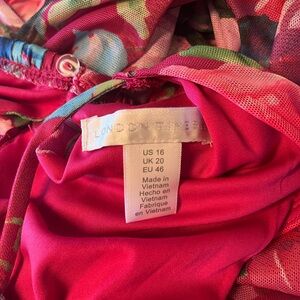 LONDON TIMES
US 16
UK 20
EU 46
Made in
Vietnam
Hecho en
Vietnam
Fabriqué
en Vietnam